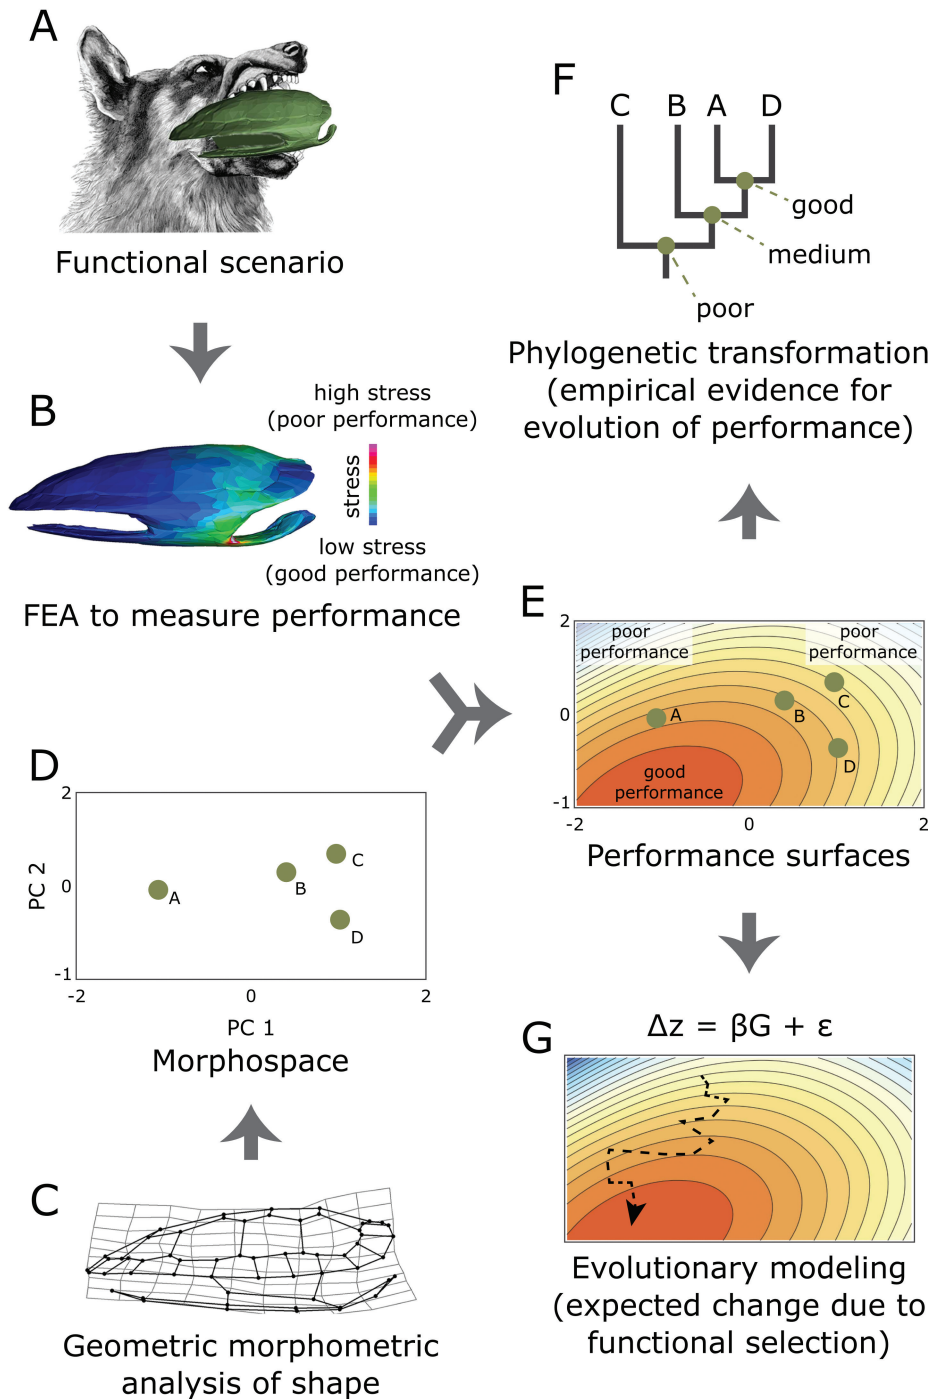 A
Functional scenario
B
high stress
(poor performance)
stress
low stress
(good performance)
FEA to measure performance
D
2
0
-1
PC 2
A
B
C
D
-2
0
2
PC 1
Morphospace
C
Geometric morphometric
analysis of shape
F
C B A D
good
medium
poor
Phylogenetic transformation
(empirical evidence for
evolution of performance)
E
2
0
-1
poor
performance
poor
performance
A
B
C
D
good
performance
-2
0
2
Performance surfaces
G
Δz = βG + ε
Evolutionary modeling
(expected change due to
functional selection)